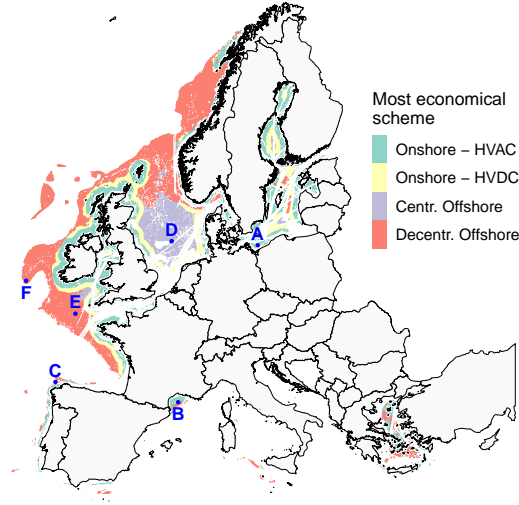 Most economical
scheme
Onshore – HVAC
Onshore – HVDC
Centr. Offshore
Decentr. Offshore
D
A
F
E
C
B